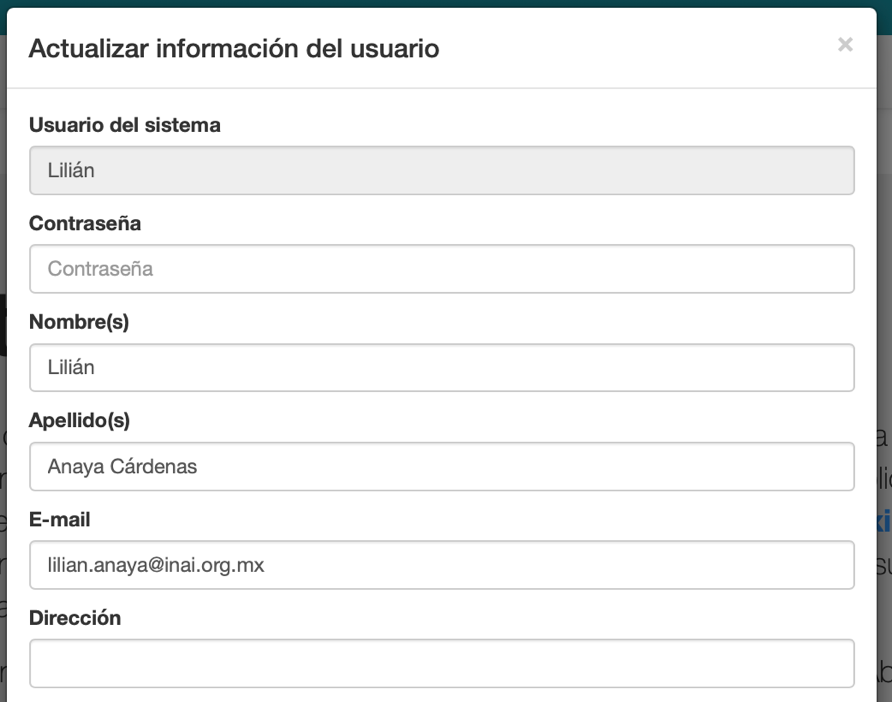 Actualizar información del usuario ×
Usuario del sistema
Lilián
Contraseña
Contraseña
Nombre(s)
Lilián
Apellido(s)
Anaya Cárdenas
E-mail
lilian.anaya@inai.org.mx
Dirección